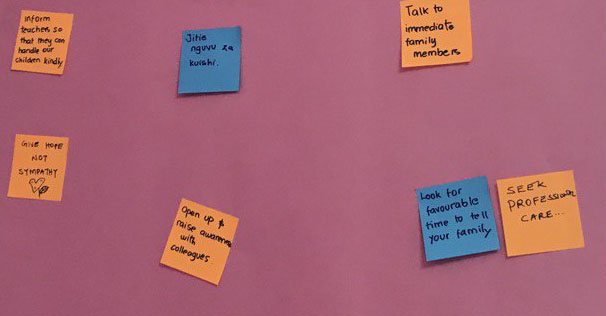 Inform
teachers so
that they can
handle our
children kindly
Jitie
nguvu za
kuishi.
Talk to
immediate
family
members
GIVE HOPE
NOT
SYMPATHY
Open up &
raise awareness
with
colleagues
Look for
favourable
time to tell
your family
SEEK
PROFESSIONAL
CARE...